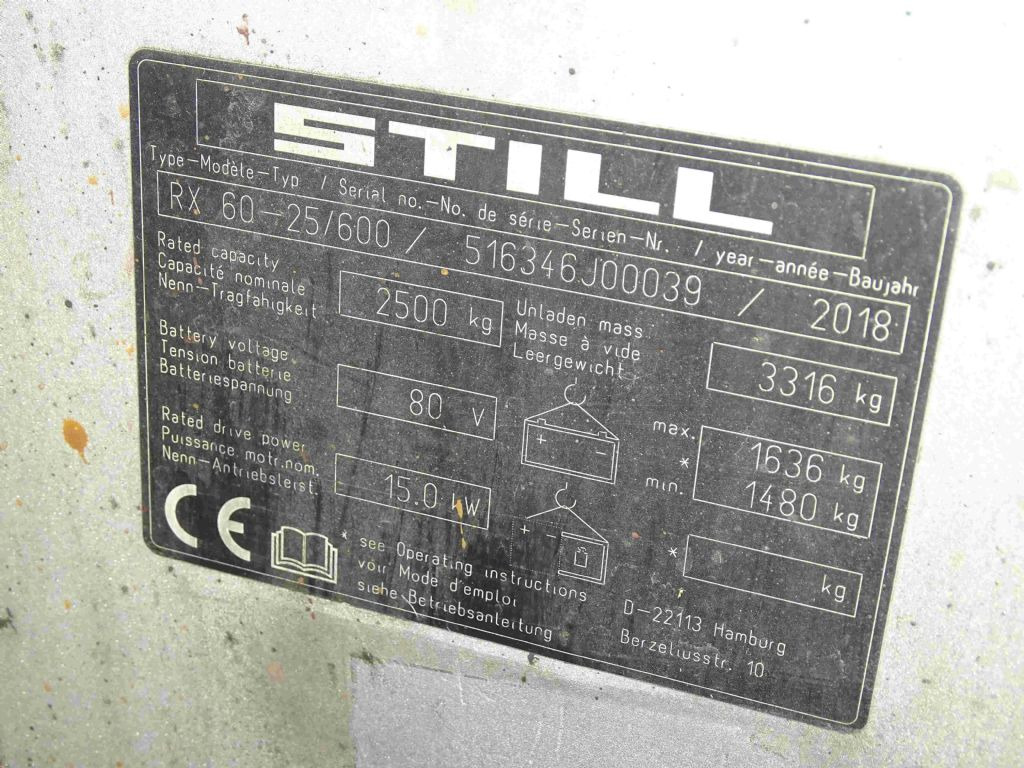 STILL
Type-Modèle-Typ / Serial no.-No. de série-Serien-Nr. / year-année-Baujahr
RX 60-25/600 / 516346J00039 / 2018
Rated capacity
Capacité nominale
Nenn-Tragfähigkeit
2500 kg
Unladen mass
Masse à vide
Leergewicht
3316 kg
Battery voltage
Tension batterie
Batteriespannung
80 V
+ -
max. 1636 kg
*
min. 1480 kg
Rated drive power
Puissance motr.nom.
Nenn-Antriebsleist.
15.0 kW
+ -
* kg
CE
* see Operating instructions
voir Mode d'emploi
siehe Betriebsanleitung
D-22113 Hamburg
Berzeliusstr. 10